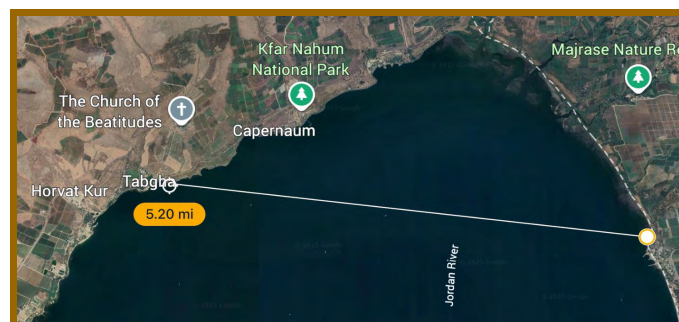 Kfar Nahum
National Park
Majrase Nature Re
The Church of
the Beatitudes
Capernaum
Tabgha
Horvat Kur
5.20 mi
Jordan River